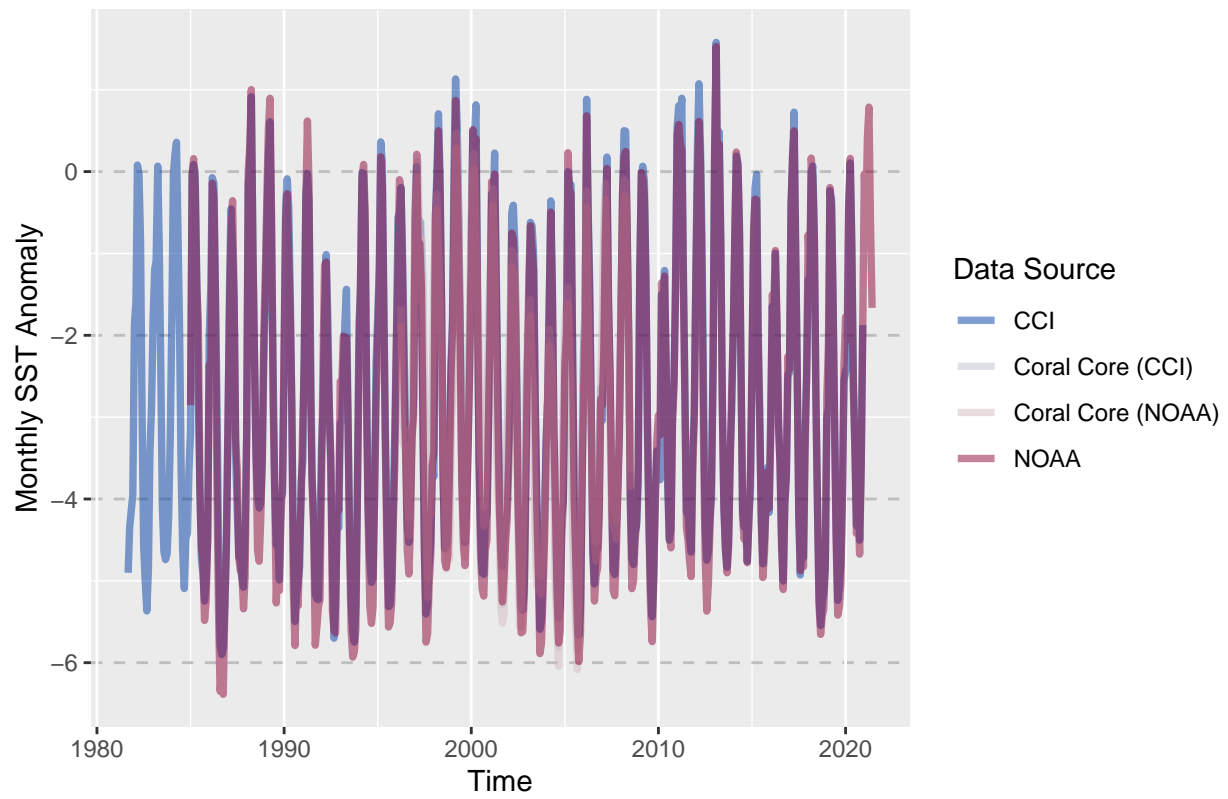 Monthly SST Anomaly
0
−2
−4
−6
1980
1990
2000
2010
2020
Time
Data Source
CCI
Coral Core (CCI)
Coral Core (NOAA)
NOAA